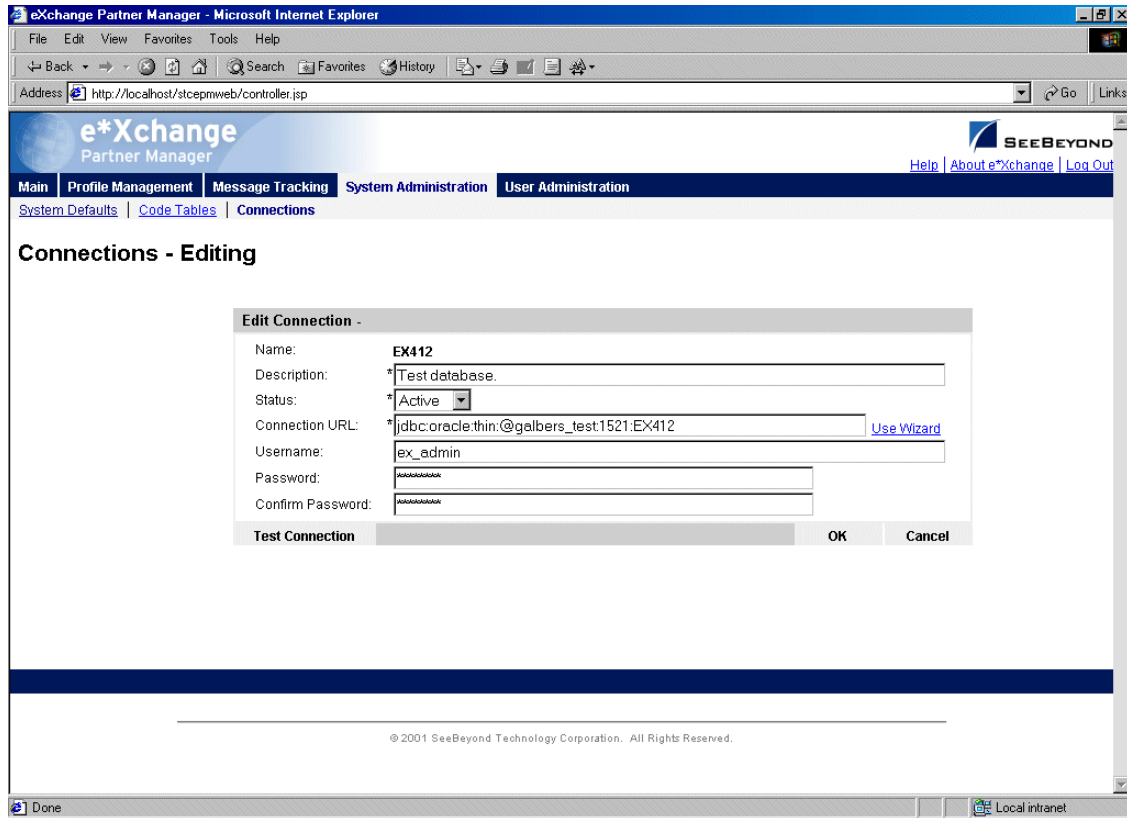 eXchange Partner Manager - Microsoft Internet Explorer
File Edit View Favorites Tools Help
Back Search Favorites History
Address http://localhost/stcepmweb/controller.jsp Go Links
e*Xchange
Partner Manager
SEEBEYOND
Help | About e*Xchange | Log Out
Main Profile Management Message Tracking System Administration User Administration
System Defaults | Code Tables | Connections
Connections - Editing
Edit Connection -
Name: EX412
Description: *Test database.
Status: *Active
Connection URL: *jdbc:oracle:thin:@galbers_test:1521:EX412 Use Wizard
Username: ex_admin
Password: ********
Confirm Password: ********
Test Connection OK Cancel
© 2001 SeeBeyond Technology Corporation. All Rights Reserved.
Done Local intranet